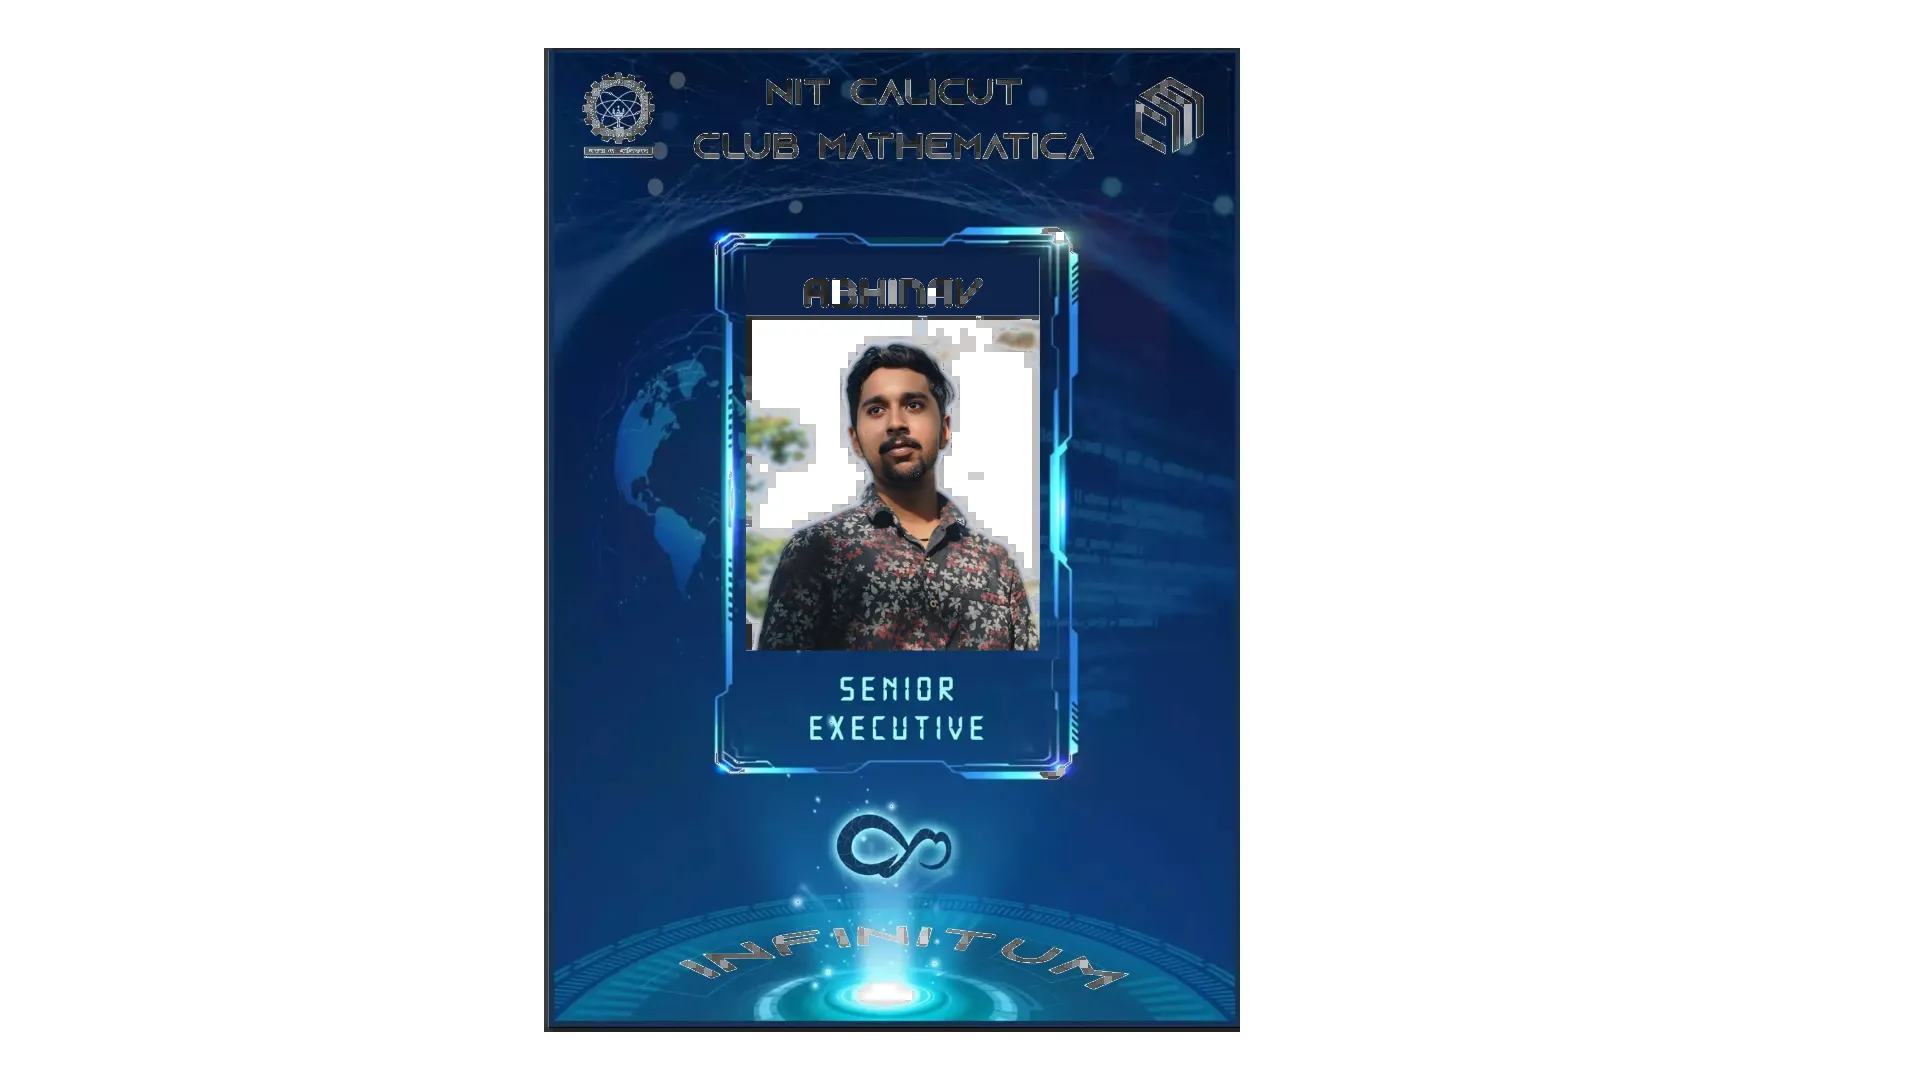 NIT CALICUT
CLUB MATHEMATICA
ABHINAV
SENIOR
EXECUTIVE
INFINITUM